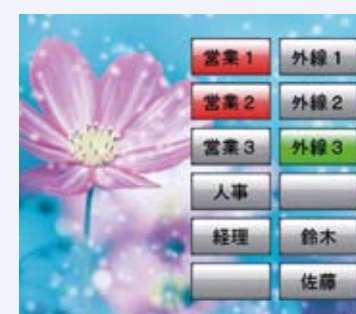 営業1 外線1
営業2 外線2
営業3 外線3
人事
経理 鈴木
佐藤